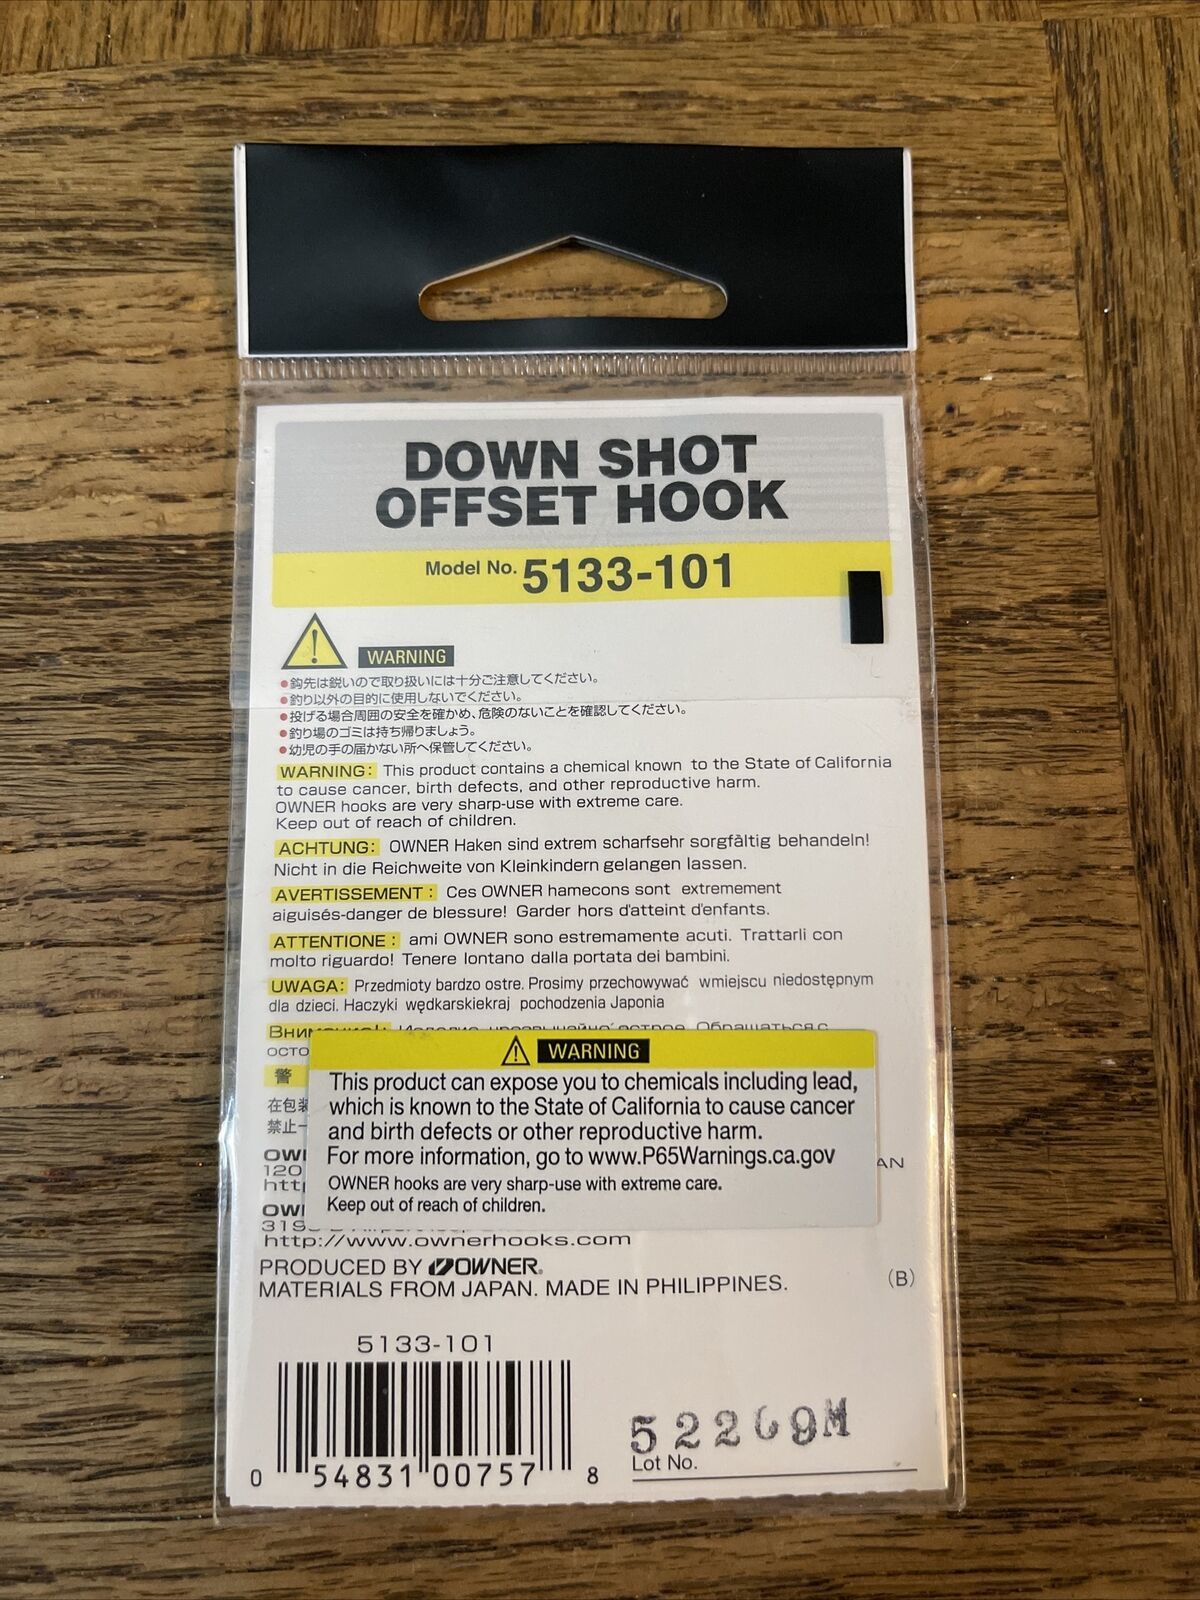 DOWN SHOT
OFFSET HOOK
Model No. 5133-101
WARNING
●鈎先は鋭いので取り扱いには十分ご注意してください。
●釣り以外の目的に使用しないでください。
●投げる場合周囲の安全を確かめ、危険のないことを確認してください。
●釣り場のゴミは持ち帰りましょう。
●幼児の手の届かない所へ保管してください。
WARNING: This product contains a chemical known to the State of California
to cause cancer, birth defects, and other reproductive harm.
OWNER hooks are very sharp-use with extreme care.
Keep out of reach of children.
ACHTUNG: OWNER Haken sind extrem scharfsehr sorgfältig behandeln!
Nicht in die Reichweite von Kleinkindern gelangen lassen.
AVERTISSEMENT : Ces OWNER hamecons sont extremement
aiguisés-danger de blessure! Garder hors d'atteint d'enfants.
ATTENTIONE : ami OWNER sono estremamente acuti. Trattarli con
molto riguardo! Tenere lontano dalla portata dei bambini.
UWAGA: Przedmioty bardzo ostre. Prosimy przechowywać wmiejscu niedostępnym
dla dzieci. Haczyki wędkarskiekraj pochodzenia Japonia
WARNING
This product can expose you to chemicals including lead,
which is known to the State of California to cause cancer
and birth defects or other reproductive harm.
For more information, go to www.P65Warnings.ca.gov
OWNER hooks are very sharp-use with extreme care.
Keep out of reach of children.
警
120
http://www.ownerhooks.com
PRODUCED BY OWNER.
MATERIALS FROM JAPAN. MADE IN PHILIPPINES. (B)
5133-101
0 54831 00757 8
52269M
Lot No.